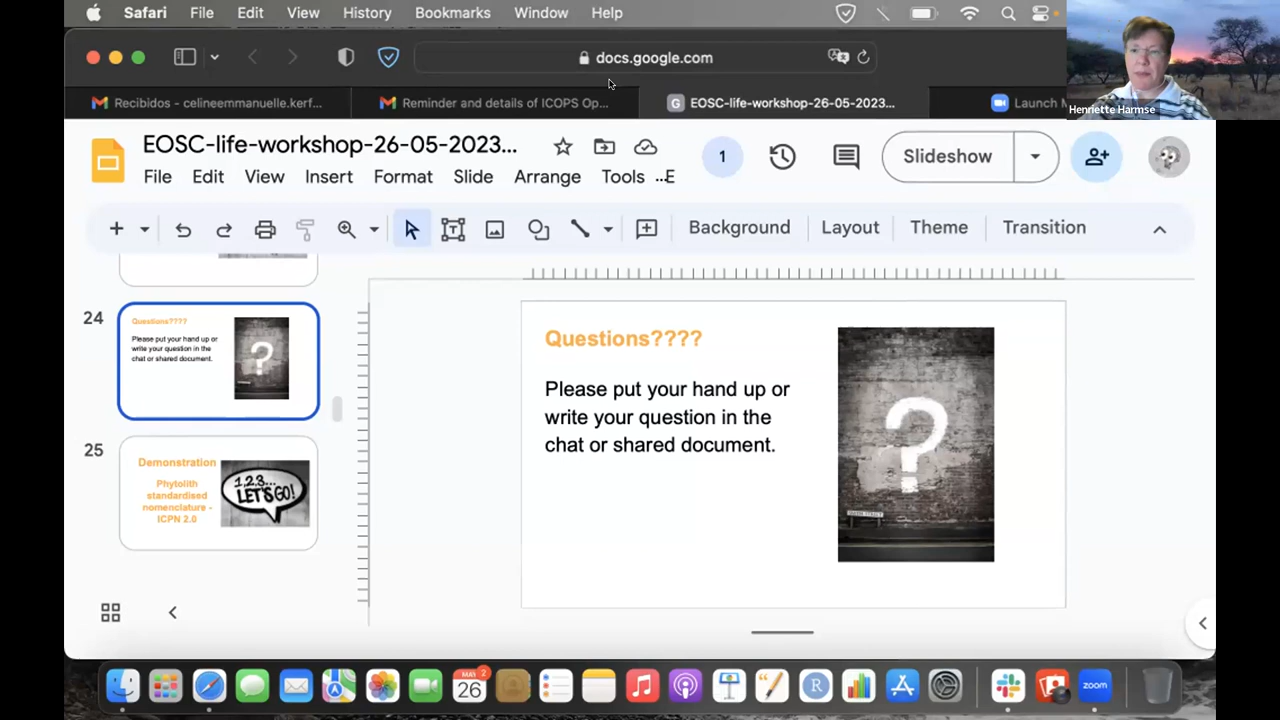 Safari File Edit View History Bookmarks Window Help
docs.google.com
Recibidos - celineemmanuelle.kerf...
Reminder and details of ICOPS Op...
EOSC-life-workshop-26-05-2023...
Launch M
Henriette Harmse
EOSC-life-workshop-26-05-2023...
1
Slideshow
File Edit View Insert Format Slide Arrange Tools ...E
Background Layout Theme Transition
24
Questions????
Please put your hand up or
write your question in the
chat or shared document.
?
25
Demonstration
Phytolith
standardised
nomenclature -
ICPN 2.0
1,2,3...
LET'S GO!
Questions????
Please put your hand up or
write your question in the
chat or shared document.
?
MAY 2
26
R
zoom